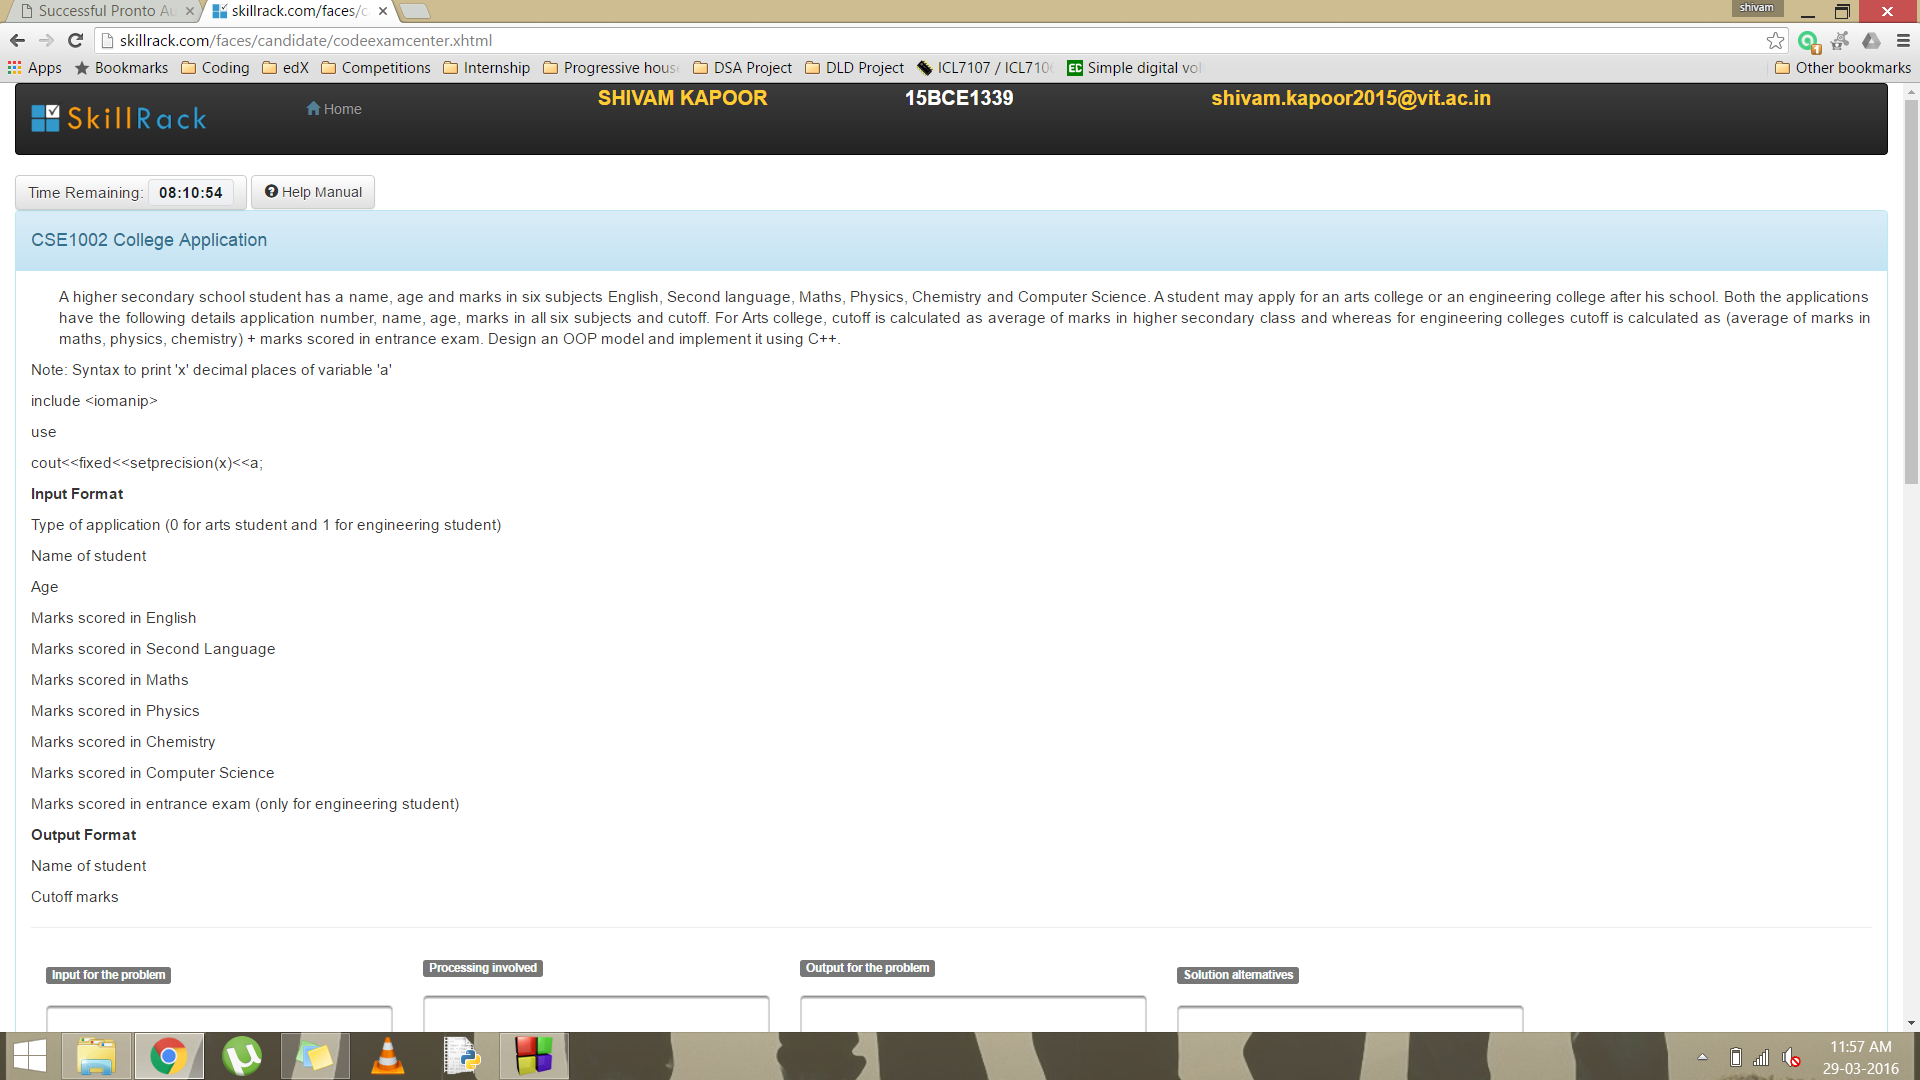 Successful Pronto Au
skillrack.com/faces/c
shivam
skillrack.com/faces/candidate/codeexamcenter.xhtml
Apps Bookmarks Coding edX Competitions Internship Progressive hous DSA Project DLD Project ICL7107 / ICL7106 EC Simple digital vol Other bookmarks
SkillRack
Home
SHIVAM KAPOOR
15BCE1339
shivam.kapoor2015@vit.ac.in
Time Remaining: 08:10:54
Help Manual
CSE1002 College Application
A higher secondary school student has a name, age and marks in six subjects English, Second language, Maths, Physics, Chemistry and Computer Science. A student may apply for an arts college or an engineering college after his school. Both the applications
have the following details application number, name, age, marks in all six subjects and cutoff. For Arts college, cutoff is calculated as average of marks in higher secondary class and whereas for engineering colleges cutoff is calculated as (average of marks in
maths, physics, chemistry) + marks scored in entrance exam. Design an OOP model and implement it using C++.
Note: Syntax to print 'x' decimal places of variable 'a'
include <iomanip>
use
cout<<fixed<<setprecision(x)<<a;
Input Format
Type of application (0 for arts student and 1 for engineering student)
Name of student
Age
Marks scored in English
Marks scored in Second Language
Marks scored in Maths
Marks scored in Physics
Marks scored in Chemistry
Marks scored in Computer Science
Marks scored in entrance exam (only for engineering student)
Output Format
Name of student
Cutoff marks
Input for the problem
Processing involved
Output for the problem
Solution alternatives
11:57 AM
29-03-2016